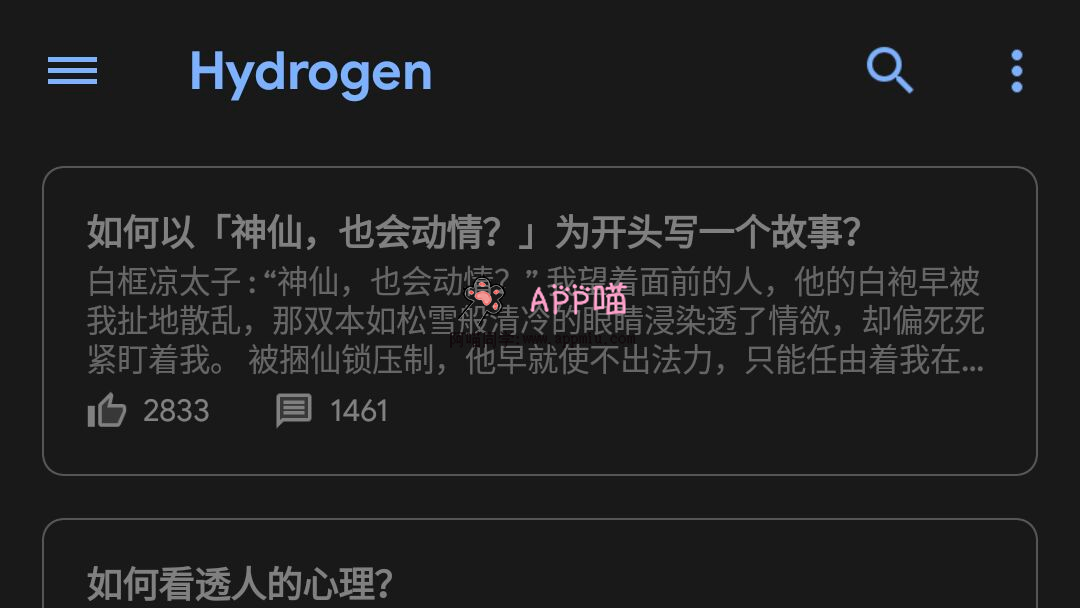 Hydrogen
如何以「神仙，也会动情？」为开头写一个故事？
白框凉太子 : “神仙，也会动情？” 我望着面前的人，他的白袍早被
我扯地散乱，那双本如松雪般清冷的眼睛浸染透了情欲，却偏死死
紧盯着我。 被捆仙锁压制，他早就使不出法力，只能任由着我在...
APP喵
2833
1461
如何看透人的心理？